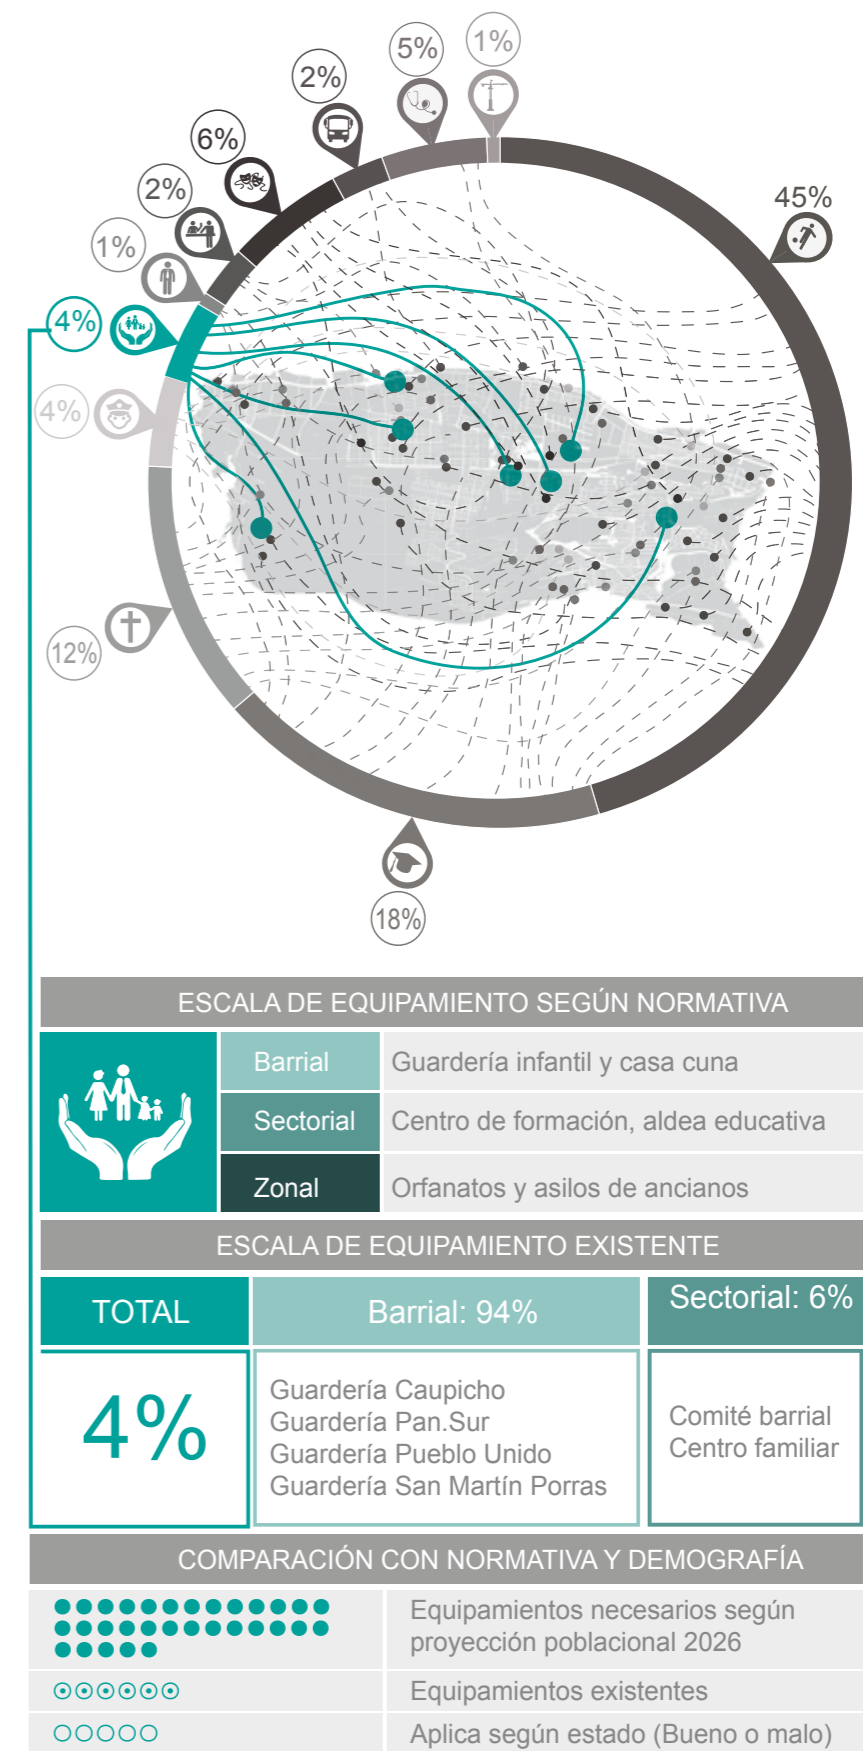 1%
5%
2%
6%
2%
45%
1%
4%
4%
12%
18%
ESCALA DE EQUIPAMIENTO SEGÚN NORMATIVA
Barrial
Guardería infantil y casa cuna
Sectorial
Centro de formación, aldea educativa
Zonal
Orfanatos y asilos de ancianos
ESCALA DE EQUIPAMIENTO EXISTENTE
TOTAL
Barrial: 94%
Sectorial: 6%
4%
Guardería Caupicho
Guardería Pan.Sur
Guardería Pueblo Unido
Guardería San Martín Porras
Comité barrial
Centro familiar
COMPARACIÓN CON NORMATIVA Y DEMOGRAFÍA
Equipamientos necesarios según
proyección poblacional 2026
Equipamientos existentes
Aplica según estado (Bueno o malo)